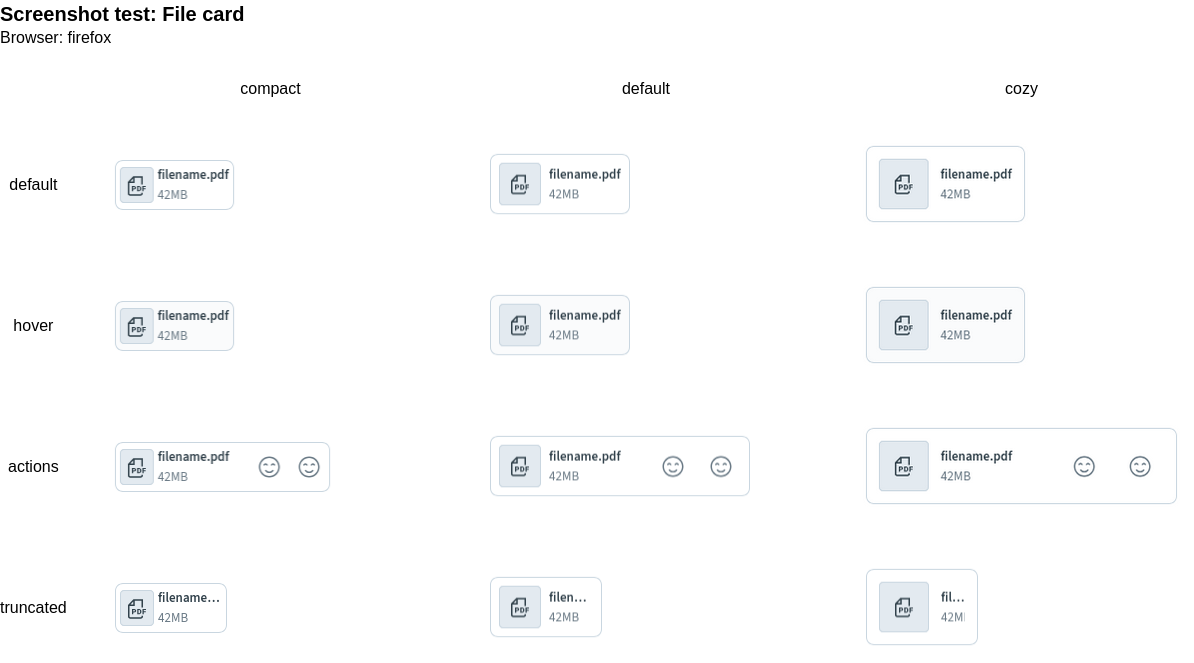 Screenshot test: File card
Browser: firefox
compact default cozy
default
PDF filename.pdf 42MB
PDF filename.pdf 42MB
PDF filename.pdf 42MB
hover
PDF filename.pdf 42MB
PDF filename.pdf 42MB
PDF filename.pdf 42MB
actions
PDF filename.pdf 42MB
PDF filename.pdf 42MB
PDF filename.pdf 42MB
truncated
PDF filename... 42MB
PDF filen... 42MB
PDF fil... 42M